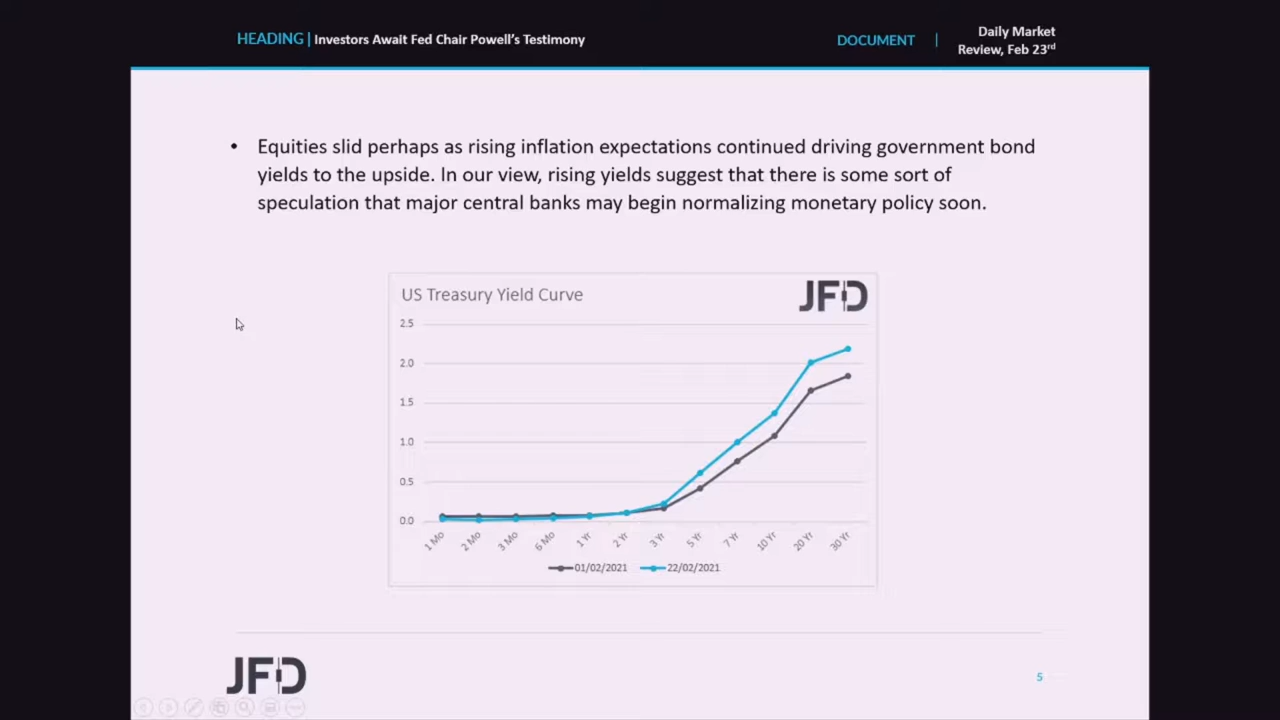 HEADING | Investors Await Fed Chair Powell's Testimony
DOCUMENT | Daily Market
Review, Feb 23rd
• Equities slid perhaps as rising inflation expectations continued driving government bond
yields to the upside. In our view, rising yields suggest that there is some sort of
speculation that major central banks may begin normalizing monetary policy soon.
US Treasury Yield Curve
JFD
2.5
2.0
1.5
1.0
0.5
0.0
1 Mo 2 Mo 3 Mo 6 Mo 1 Yr 2 Yr 3 Yr 5 Yr 7 Yr 10 Yr 20 Yr 30 Yr
01/02/2021 22/02/2021
JFD
5